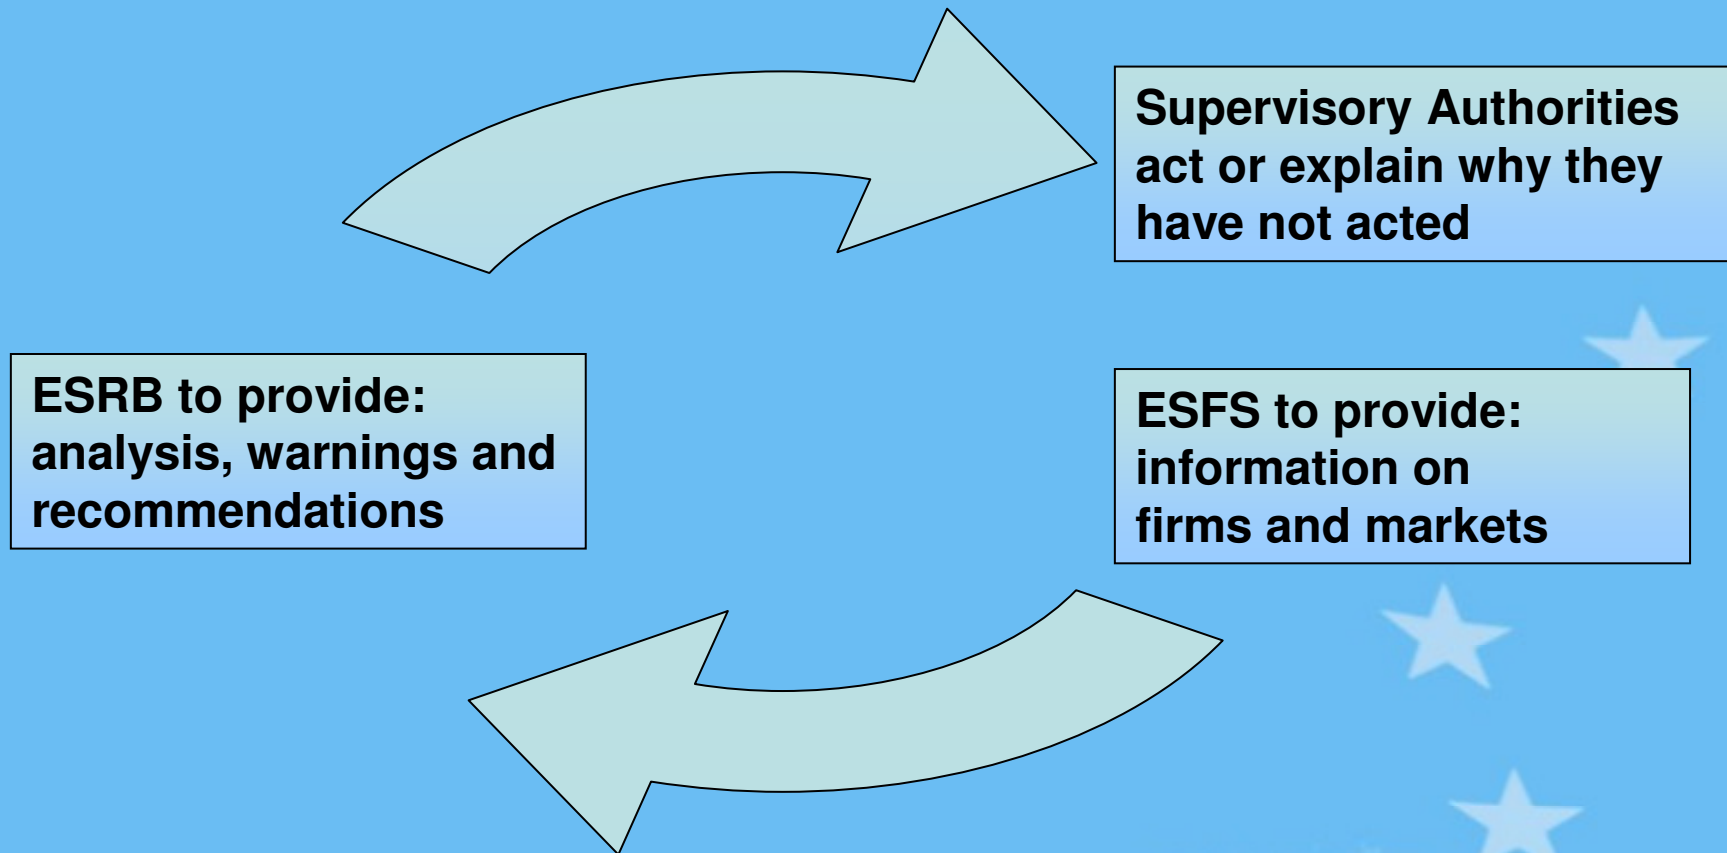 Supervisory Authorities
act or explain why they
have not acted
ESRB to provide:
analysis, warnings and
recommendations
ESFS to provide:
information on
firms and markets